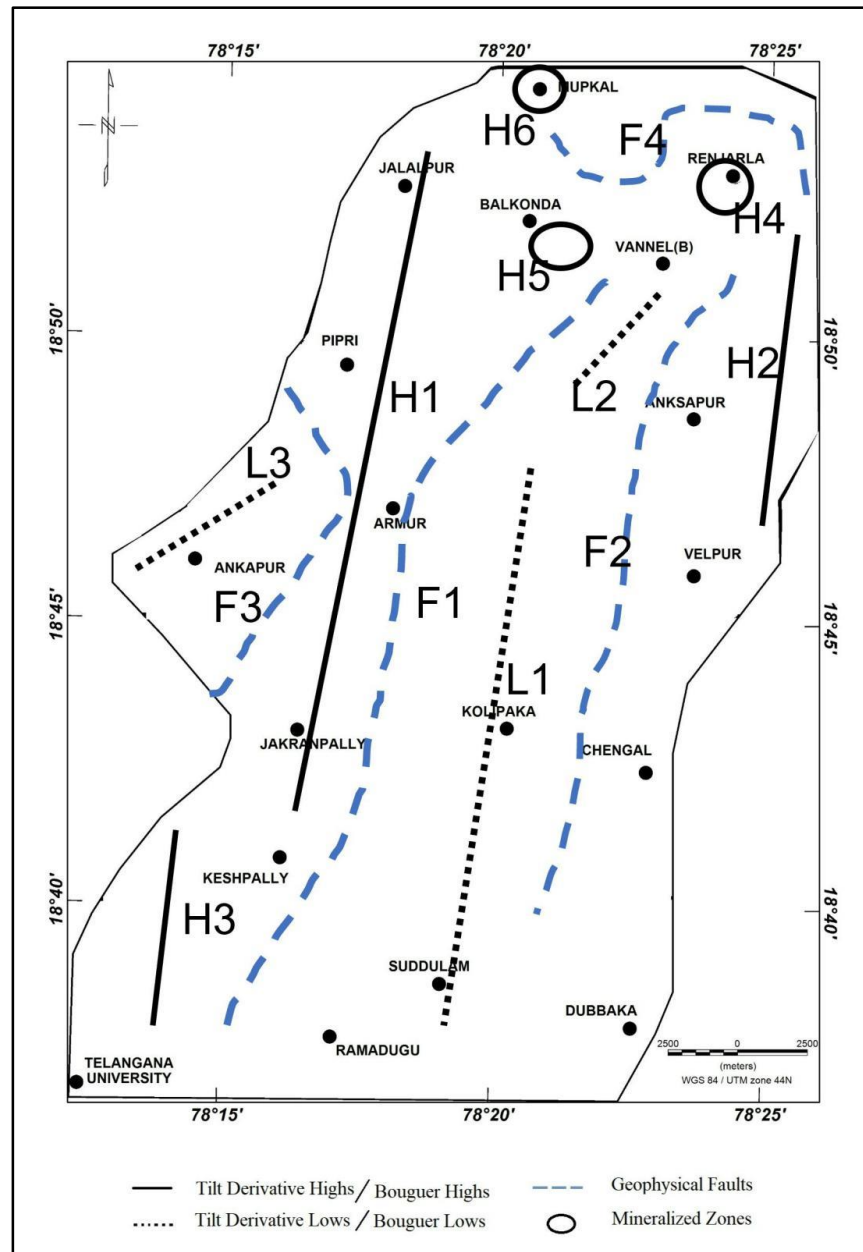 78°15' 78°20' 78°25'
N
MUPKAL
H6
F4
RENJARLA
JALALPUR
H4
BALKONDA
VANNEL(B)
H5
18°50' 18°50'
PIPRI
H1
H2
L2
ANKSAPUR
L3
ARMUR
F2
VELPUR
ANKAPUR
F3
F1
18°45' 18°45'
L1
KOLIPAKA
JAKRANPALLY
CHENGAL
KESHPALLY
18°40' 18°40'
H3
SUDDULAM
DUBBAKA
RAMADUGU
2500 0 2500
(meters)
WGS 84 / UTM zone 44N
TELANGANA
UNIVERSITY
78°15' 78°20' 78°25'
Tilt Derivative Highs / Bouguer Highs
Geophysical Faults
Tilt Derivative Lows / Bouguer Lows
Mineralized Zones